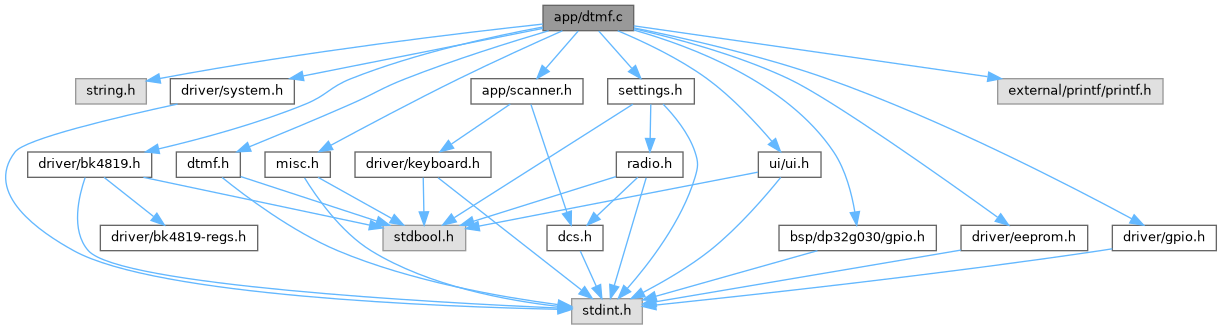 app/dtmf.c
string.h
driver/system.h
app/scanner.h
settings.h
external/printf/printf.h
driver/bk4819.h
dtmf.h
misc.h
driver/keyboard.h
radio.h
ui/ui.h
driver/bk4819-regs.h
stdbool.h
dcs.h
bsp/dp32g030/gpio.h
driver/eeprom.h
driver/gpio.h
stdint.h